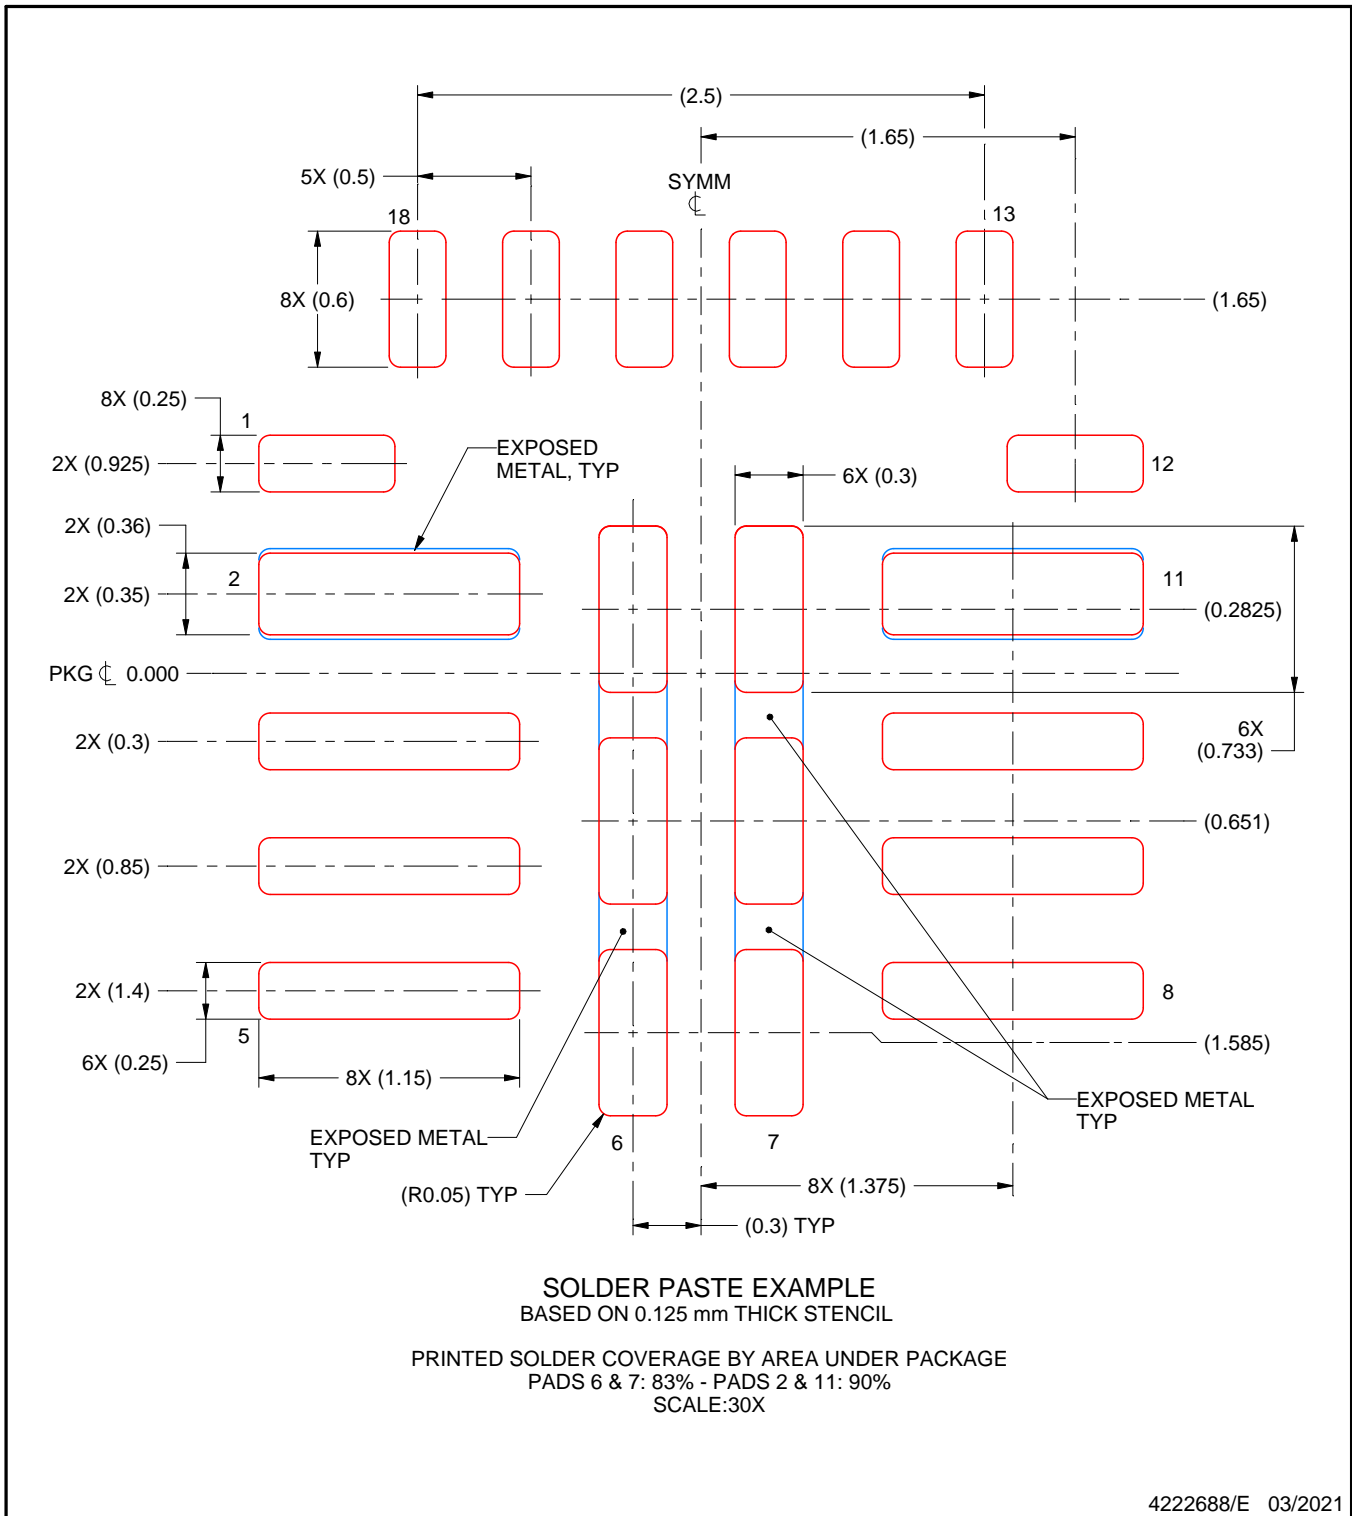 (2.5)
(1.65)
5X (0.5)
SYMM
℄
18
13
8X (0.6)
(1.65)
8X (0.25)
1
EXPOSED
METAL, TYP
2X (0.925)
12
6X (0.3)
2X (0.36)
2
11
2X (0.35)
(0.2825)
PKG ℄ 0.000
2X (0.3)
6X
(0.733)
(0.651)
2X (0.85)
2X (1.4)
8
5
(1.585)
6X (0.25)
8X (1.15)
EXPOSED METAL
TYP
EXPOSED METAL
TYP
6
7
(R0.05) TYP
8X (1.375)
(0.3) TYP
SOLDER PASTE EXAMPLE
BASED ON 0.125 mm THICK STENCIL
PRINTED SOLDER COVERAGE BY AREA UNDER PACKAGE
PADS 6 & 7: 83% - PADS 2 & 11: 90%
SCALE:30X
4222688/E 03/2021